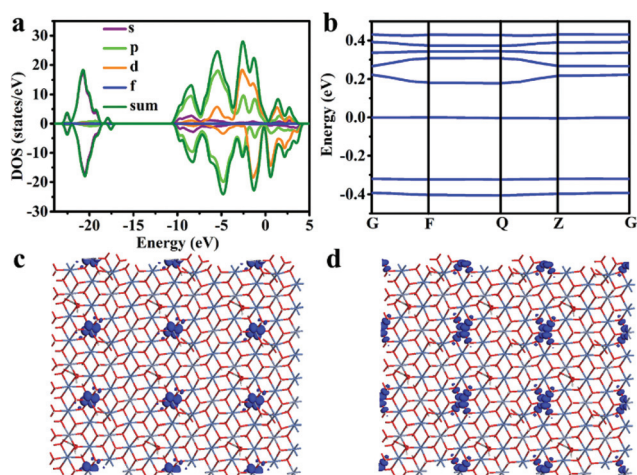 a
30
20
10
0
10
20
-30
DOS (states/eV)
s
p
d
f
sum
-20 -15 -10 -5 0 5
Energy (eV)
b
0.4
0.2
0.0
-0.2
-0.4
Energy (eV)
G F Q Z G
c
d